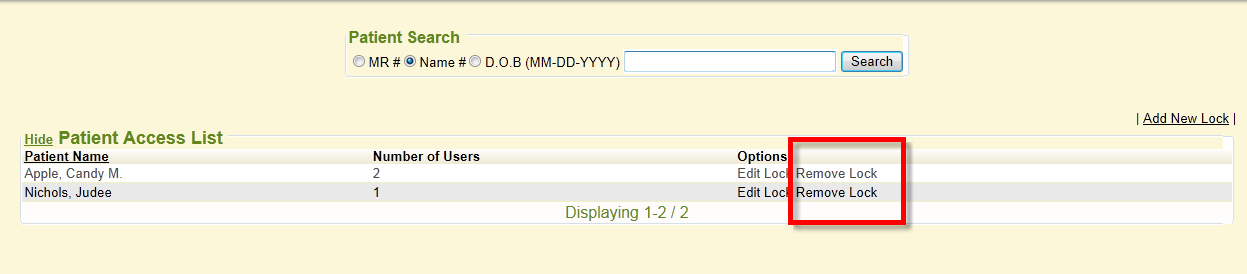 Patient Search
MR # Name # D.O.B (MM-DD-YYYY) Search
| Add New Lock |
Hide Patient Access List
Patient Name Number of Users Options
Apple, Candy M. 2 Edit Lock Remove Lock
Nichols, Judee 1 Edit Lock Remove Lock
Displaying 1-2 / 2